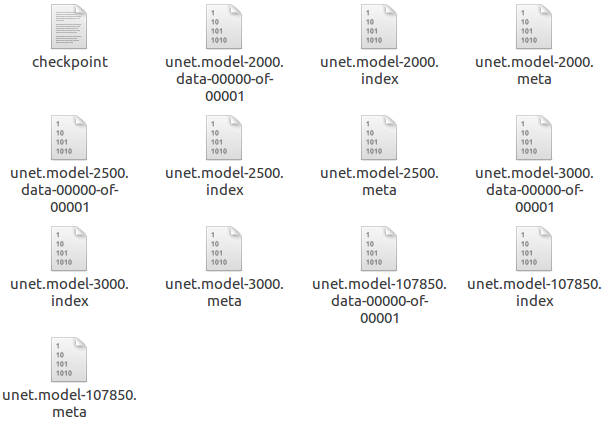 checkpoint
unet.model-2000.
data-00000-of-
00001
unet.model-2000.
index
unet.model-2000.
meta
unet.model-2500.
data-00000-of-
00001
unet.model-2500.
index
unet.model-2500.
meta
unet.model-3000.
data-00000-of-
00001
unet.model-3000.
index
unet.model-3000.
meta
unet.model-107850.
data-00000-of-
00001
unet.model-107850.
index
unet.model-107850.
meta